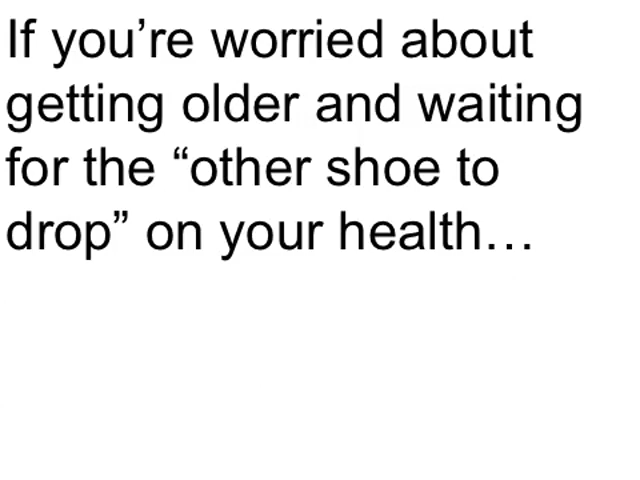 If you’re worried about
getting older and waiting
for the “other shoe to
drop” on your health…